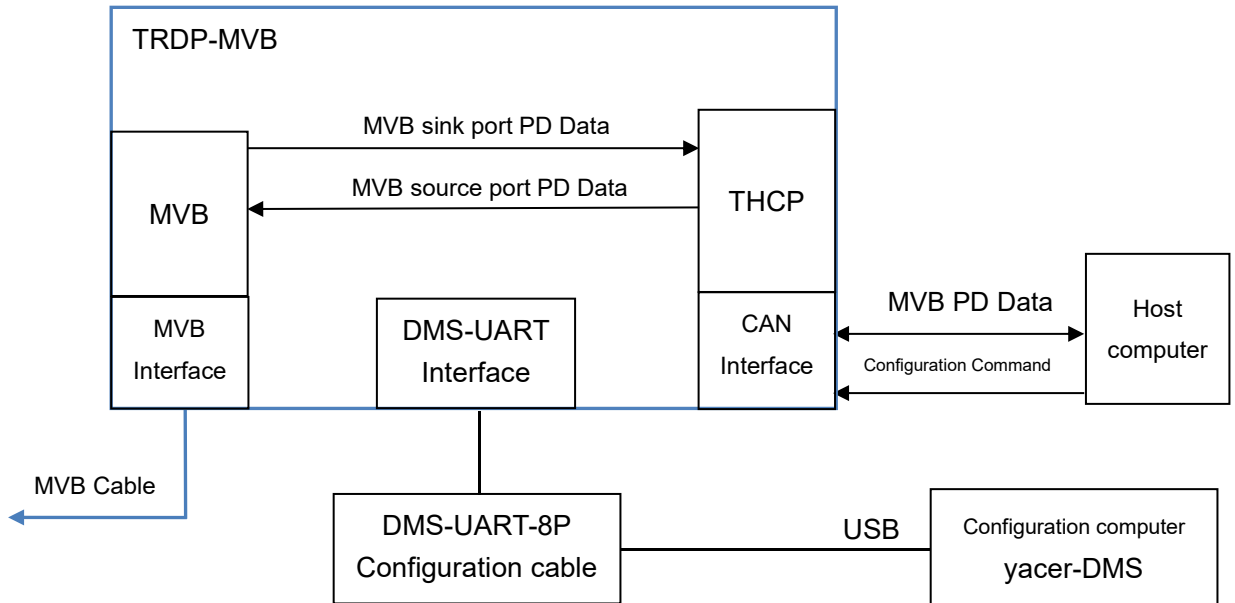 TRDP-MVB
MVB sink port PD Data
MVB source port PD Data
MVB
THCP
MVB
Interface
DMS-UART
Interface
CAN
Interface
MVB PD Data
Configuration Command
Host
computer
MVB Cable
DMS-UART-8P
Configuration cable
USB
Configuration computer
yacer-DMS